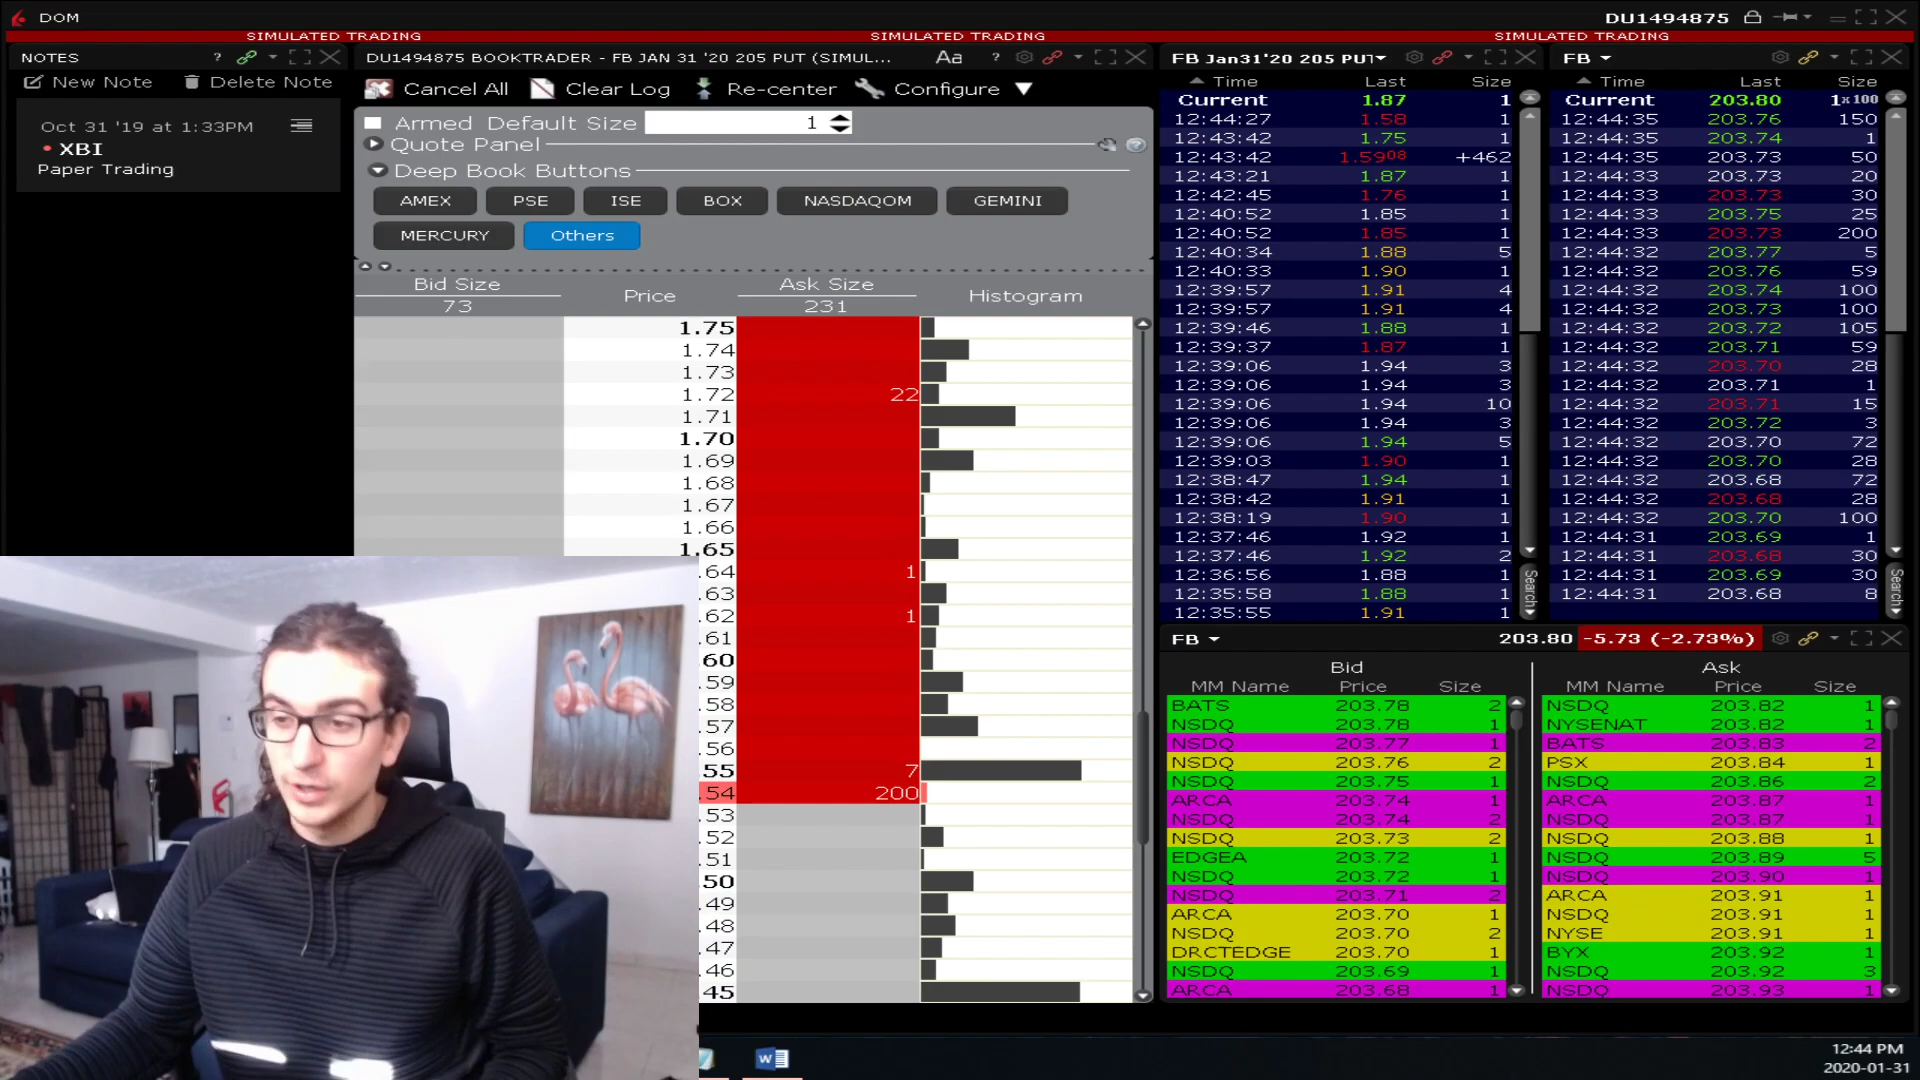 DOM
DU1494875
SIMULATED TRADING SIMULATED TRADING SIMULATED TRADING
NOTES ?
New Note Delete Note
Oct 31 '19 at 1:33PM
• XBI
Paper Trading
DU1494875 BOOKTRADER - FB JAN 31 '20 205 PUT (SIMUL... Aa ?
Cancel All Clear Log Re-center Configure
Armed Default Size 1
Quote Panel
Deep Book Buttons
AMEX PSE ISE BOX NASDAQOM GEMINI
MERCURY Others
Bid Size Price Ask Size Histogram
73 231
1.75
1.74
1.73
1.72 22
1.71
1.70
1.69
1.68
1.67
1.66
1.65
.64 1
.63
.62 1
.61
.60
.59
.58
.57
.56
.55 7
.54 200
.53
.52
.51
.50
.49
.48
.47
.46
.45
FB Jan31'20 205 PUT
Time Last Size
Current 1.87 1
12:44:27 1.58 1
12:43:42 1.75 1
12:43:42 1.5908 +462
12:43:21 1.87 1
12:42:45 1.76 1
12:40:52 1.85 1
12:40:52 1.85 1
12:40:34 1.88 5
12:40:33 1.90 1
12:39:57 1.91 4
12:39:57 1.91 4
12:39:46 1.88 1
12:39:37 1.87 1
12:39:06 1.94 3
12:39:06 1.94 3
12:39:06 1.94 10
12:39:06 1.94 3
12:39:06 1.94 5
12:39:03 1.90 1
12:38:47 1.94 1
12:38:42 1.91 1
12:38:19 1.90 1
12:37:46 1.92 1
12:37:46 1.92 2
12:36:56 1.88 1
12:35:58 1.88 1
12:35:55 1.91 1
Search
FB
Time Last Size
Current 203.80 1x100
12:44:35 203.76 150
12:44:35 203.74 1
12:44:35 203.73 50
12:44:33 203.73 20
12:44:33 203.73 30
12:44:33 203.75 25
12:44:33 203.73 200
12:44:32 203.77 5
12:44:32 203.76 59
12:44:32 203.74 100
12:44:32 203.73 100
12:44:32 203.72 105
12:44:32 203.71 59
12:44:32 203.70 28
12:44:32 203.71 1
12:44:32 203.71 15
12:44:32 203.72 3
12:44:32 203.70 72
12:44:32 203.70 28
12:44:32 203.68 72
12:44:32 203.68 28
12:44:32 203.70 100
12:44:31 203.69 1
12:44:31 203.68 30
12:44:31 203.69 30
12:44:31 203.68 8
Search
FB 203.80 -5.73 (-2.73%)
Bid Ask
MM Name Price Size MM Name Price Size
BATS 203.78 2 NSDQ 203.82 1
NSDQ 203.78 1 NYSENAT 203.82 1
NSDQ 203.77 1 BATS 203.83 2
NSDQ 203.76 2 PSX 203.84 1
NSDQ 203.75 1 NSDQ 203.86 2
ARCA 203.74 1 ARCA 203.87 1
NSDQ 203.74 2 NSDQ 203.87 1
NSDQ 203.73 2 NSDQ 203.88 1
EDGEA 203.72 1 NSDQ 203.89 5
NSDQ 203.72 1 NSDQ 203.90 1
NSDQ 203.71 2 ARCA 203.91 1
ARCA 203.70 1 NSDQ 203.91 1
NSDQ 203.70 2 NYSE 203.91 1
DRCTEDGE 203.70 1 BYX 203.92 1
NSDQ 203.69 1 NSDQ 203.92 3
ARCA 203.68 1 NSDQ 203.93 1
12:44 PM
2020-01-31